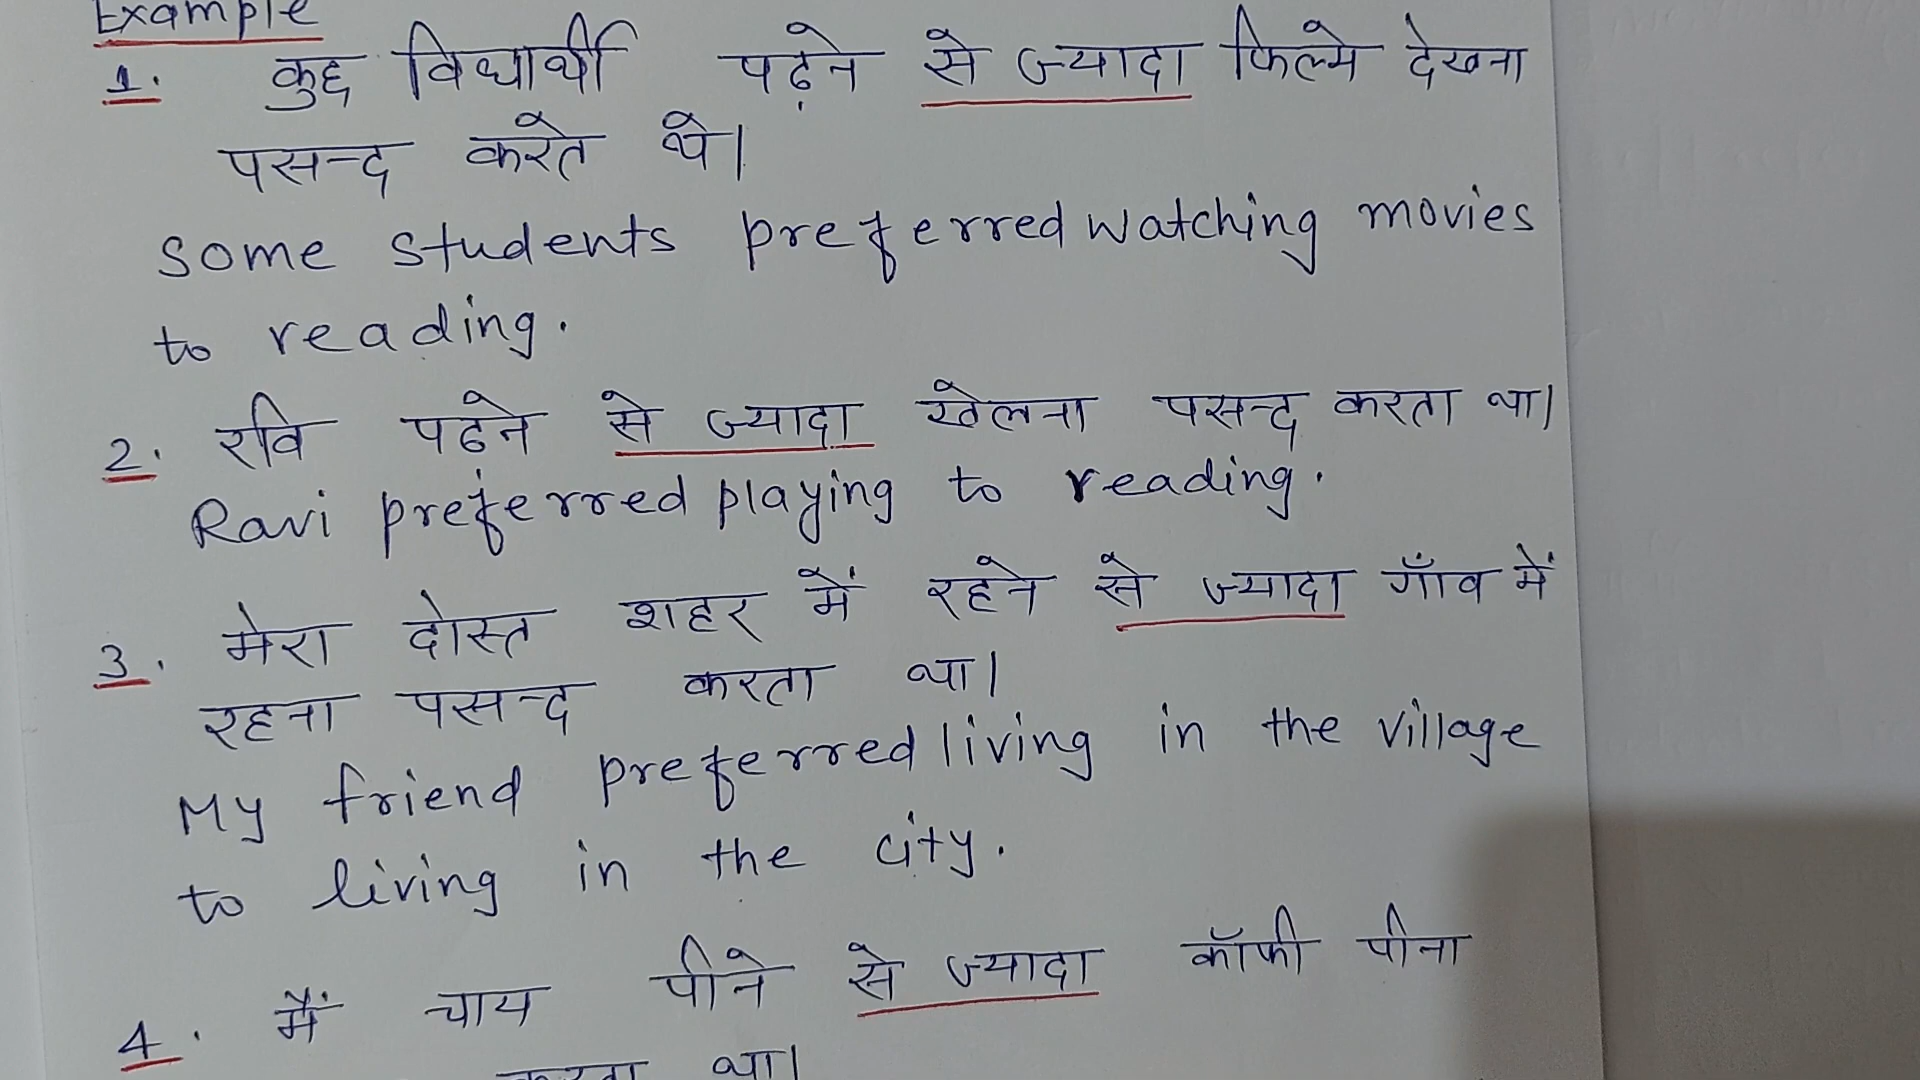 Example
1. कुछ विद्यार्थी पढ़ने से ज्यादा फिल्मे देखना
पसन्द करते थे।
some students preferred watching movies
to reading.
2. रवि पढने से ज्यादा खेलना पसन्द करता था।
Ravi preferred playing to reading.
3. मेरा दोस्त शहर में रहने से ज्यादा गाँव में
रहना पसन्द करता था।
My friend preferred living in the village
to living in the city.
4. मैं चाय पीने से ज्यादा कॉफी पीना
करता था।